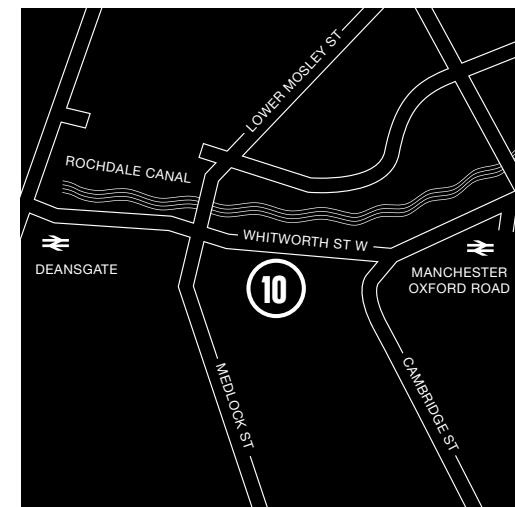 LOWER MOSLEY ST
ROCHDALE CANAL
WHITWORTH ST W
DEANSGATE
10
MANCHESTER
OXFORD ROAD
MEDLOCK ST
CAMBRIDGE ST